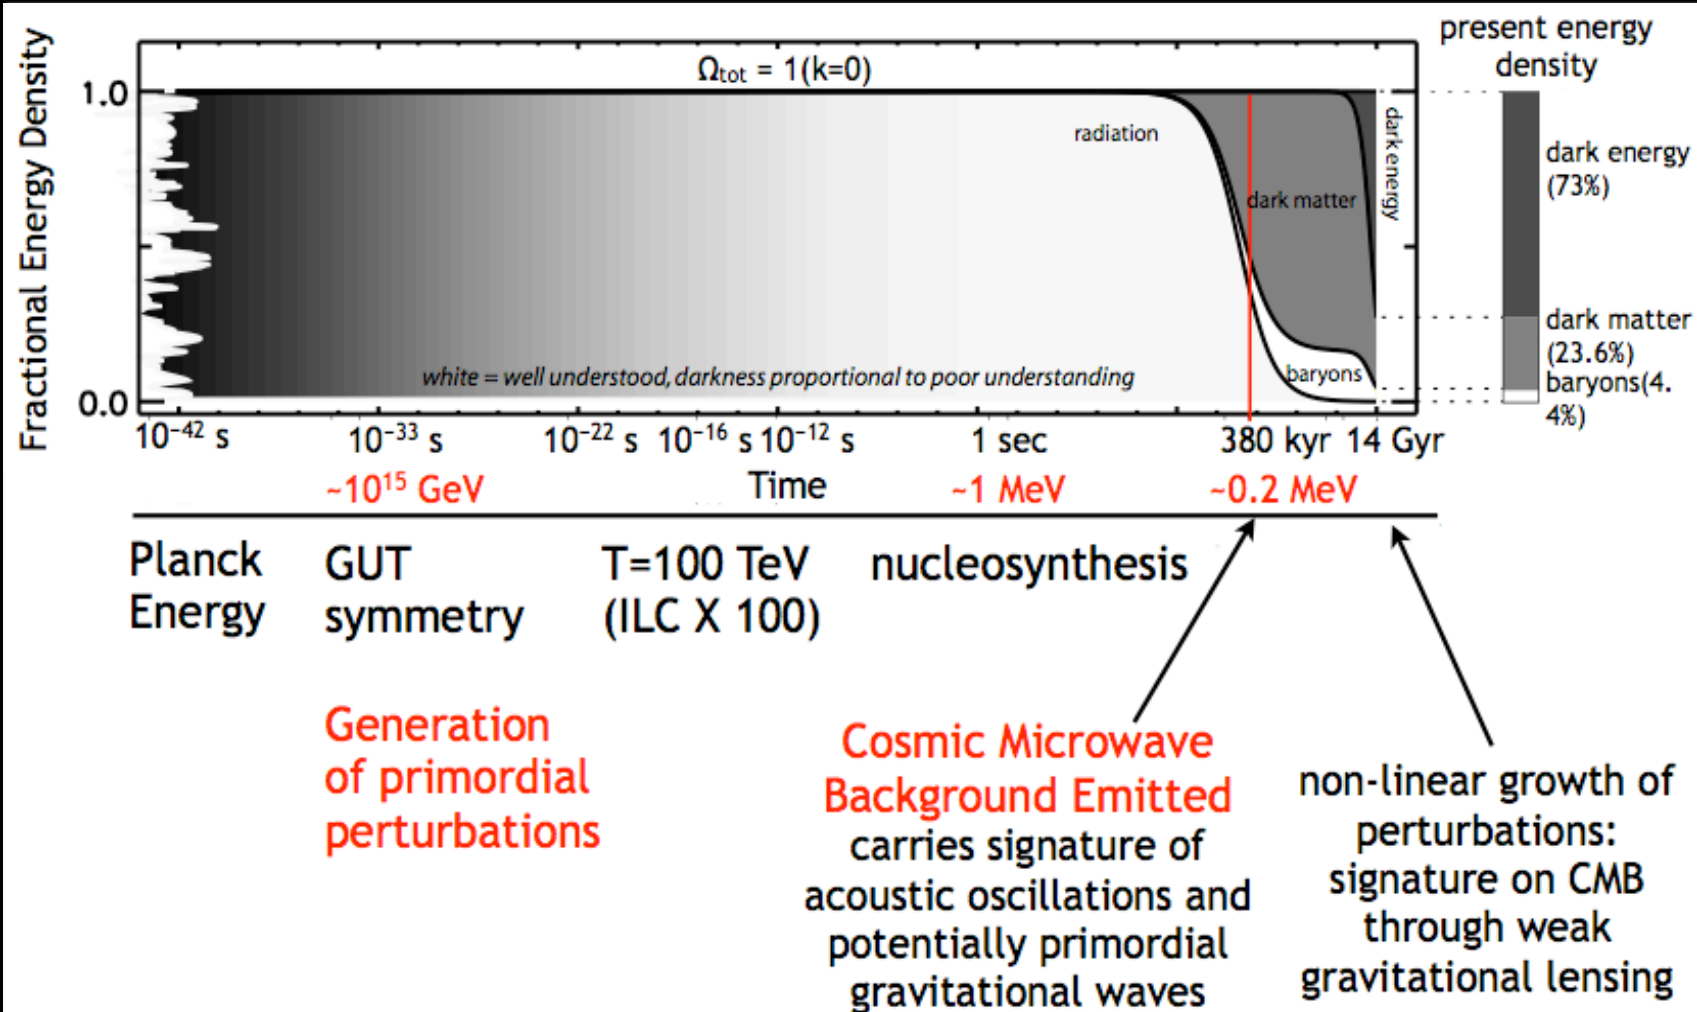 present energy
density
Fractional Energy Density
Ωtot = 1(k=0)
1.0
0.0
radiation
dark matter
dark energy
baryons
white = well understood, darkness proportional to poor understanding
dark energy
(73%)
dark matter
(23.6%)
baryons(4.
4%)
10⁻⁴² s 10⁻³³ s 10⁻²² s 10⁻¹⁶ s 10⁻¹² s 1 sec 380 kyr 14 Gyr
~10¹⁵ GeV Time ~1 MeV ~0.2 MeV
Planck
Energy
GUT
symmetry
T=100 TeV
(ILC X 100)
nucleosynthesis
Generation
of primordial
perturbations
Cosmic Microwave
Background Emitted
carries signature of
acoustic oscillations and
potentially primordial
gravitational waves
non-linear growth of
perturbations:
signature on CMB
through weak
gravitational lensing